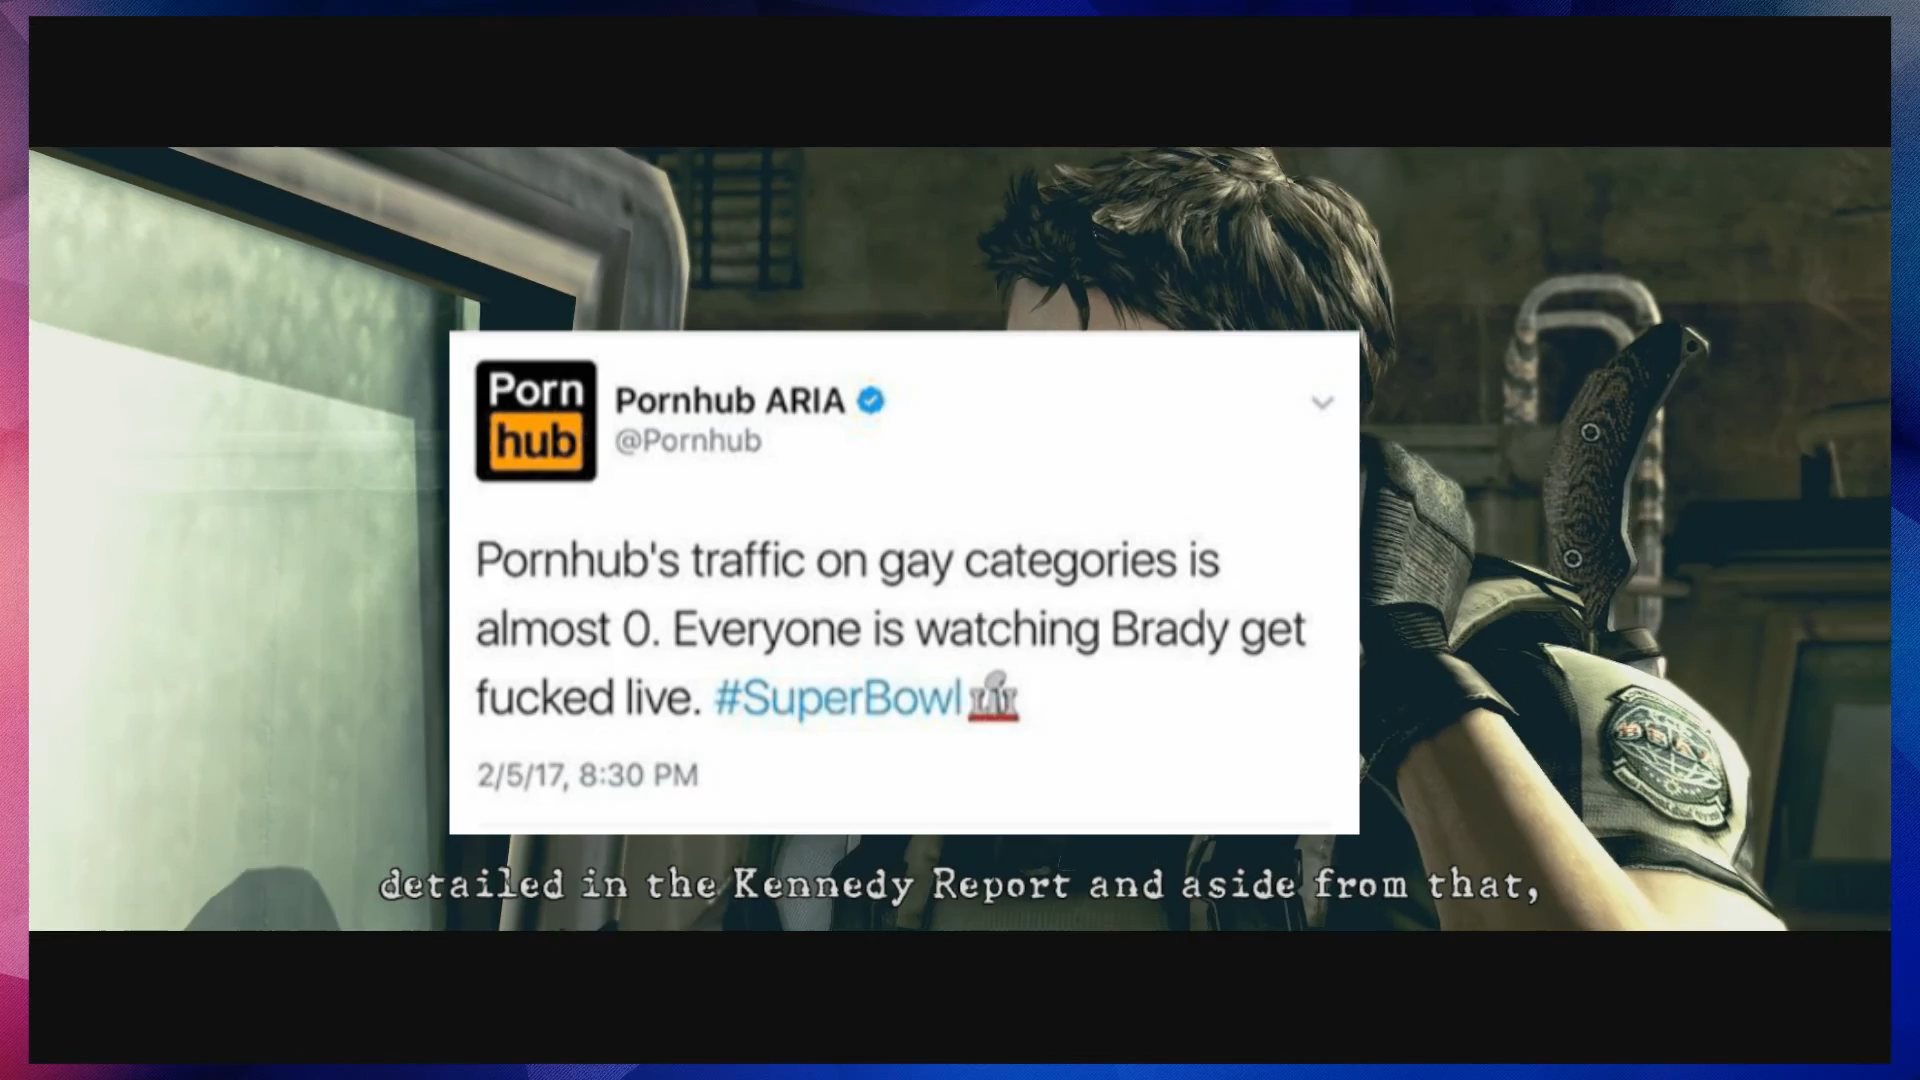 Porn
hub
Pornhub ARIA
@Pornhub
Pornhub's traffic on gay categories is
almost 0. Everyone is watching Brady get
fucked live. #SuperBowl
2/5/17, 8:30 PM
detailed in the Kennedy Report and aside from that,